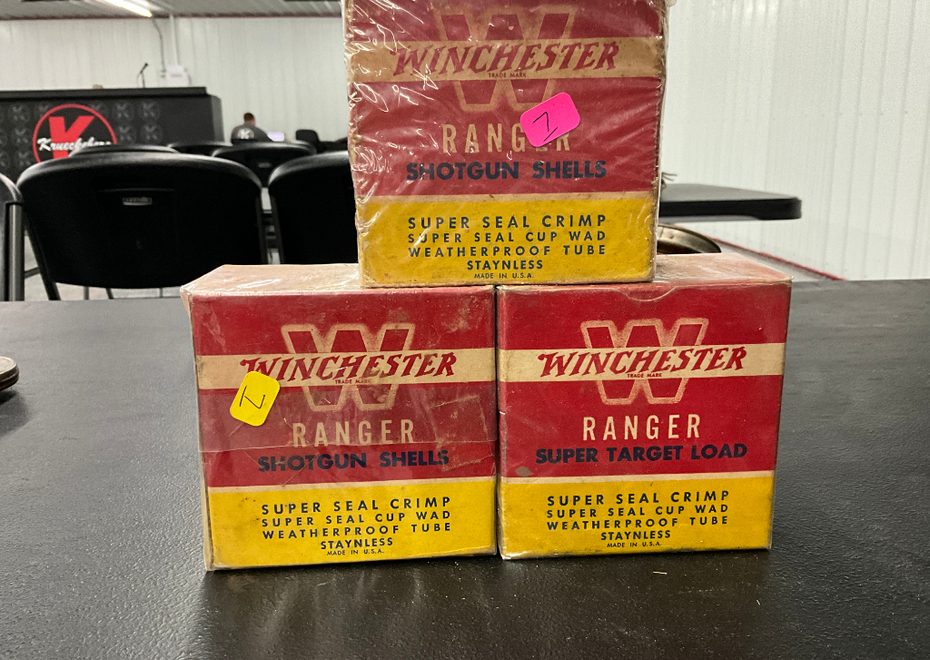 WINCHESTER
TRADE MARK
RANGER
SHOTGUN SHELLS
SUPER SEAL CRIMP
SUPER SEAL CUP WAD
WEATHERPROOF TUBE
STAYNLESS
MADE IN U.S.A.
K
Krueckeberg
WINCHESTER
TRADE MARK
RANGER
SHOTGUN SHELLS
SUPER SEAL CRIMP
SUPER SEAL CUP WAD
WEATHERPROOF TUBE
STAYNLESS
MADE IN U.S.A.
WINCHESTER
TRADE MARK
RANGER
SUPER TARGET LOAD
SUPER SEAL CRIMP
SUPER SEAL CUP WAD
WEATHERPROOF TUBE
STAYNLESS
MADE IN U.S.A.